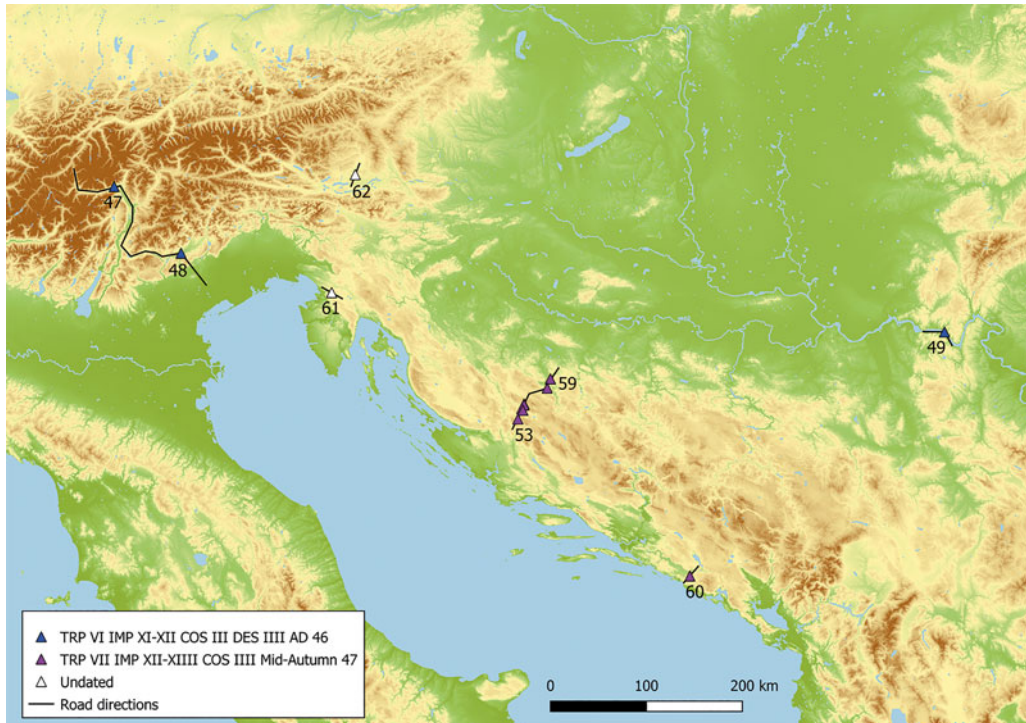 47
62
48
61
49
59
53
60
TRP VI IMP XI-XII COS III DES IIII AD 46
TRP VII IMP XII-XIIII COS IIII Mid-Autumn 47
Undated
Road directions
0 100 200 km